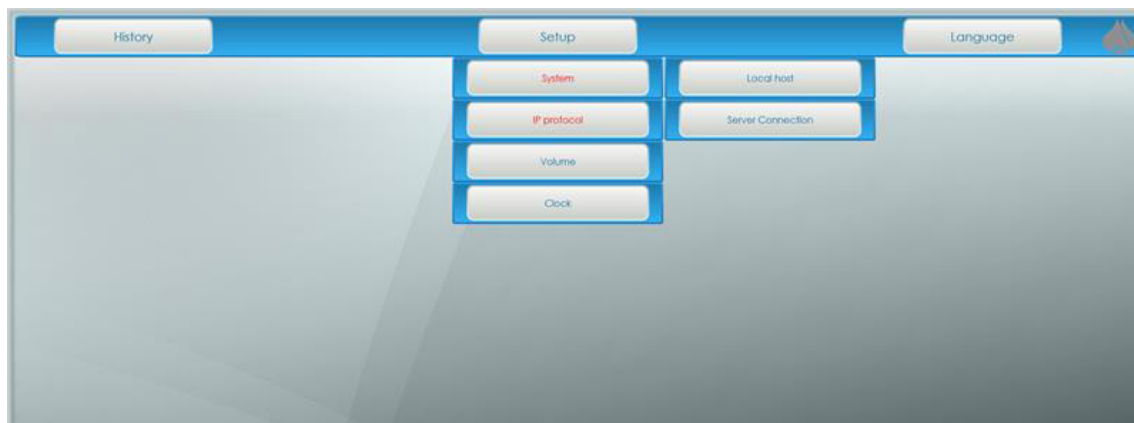 History
Setup
Language
System
Local host
IP protocol
Server Connection
Volume
Clock